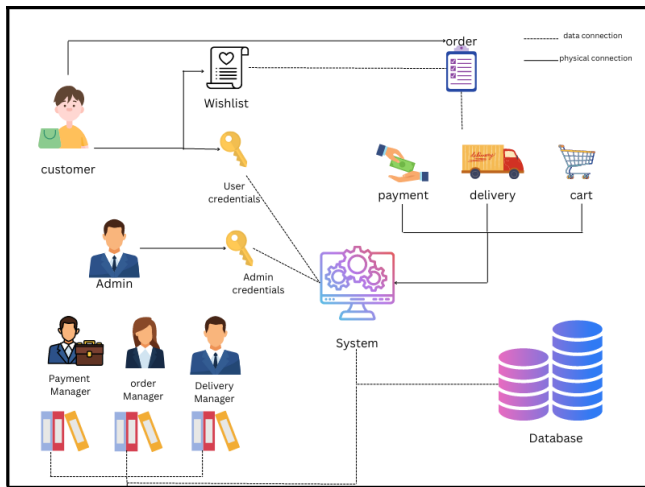 order
data connection
physical connection
Wishlist
customer
User
credentials
payment
delivery
cart
delivery
Admin
Admin
credentials
System
Payment
Manager
order
Manager
Delivery
Manager
Database